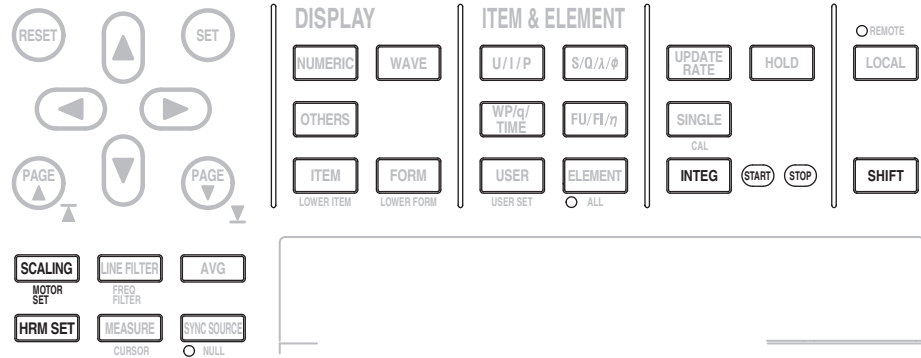 DISPLAY
ITEM & ELEMENT
RESET
SET
REMOTE
NUMERIC
WAVE
U/I/P
S/Q/λ/φ
UPDATE
RATE
HOLD
LOCAL
OTHERS
WP/q/
TIME
FU/FI/η
SINGLE
CAL
PAGE
PAGE
ITEM
FORM
USER
ELEMENT
INTEG
START
STOP
SHIFT
LOWER ITEM
LOWER FORM
USER SET
ALL
SCALING
LINE FILTER
AVG
MOTOR
SET
FREQ
FILTER
HRM SET
MEASURE
SYNC SOURCE
CURSOR
NULL